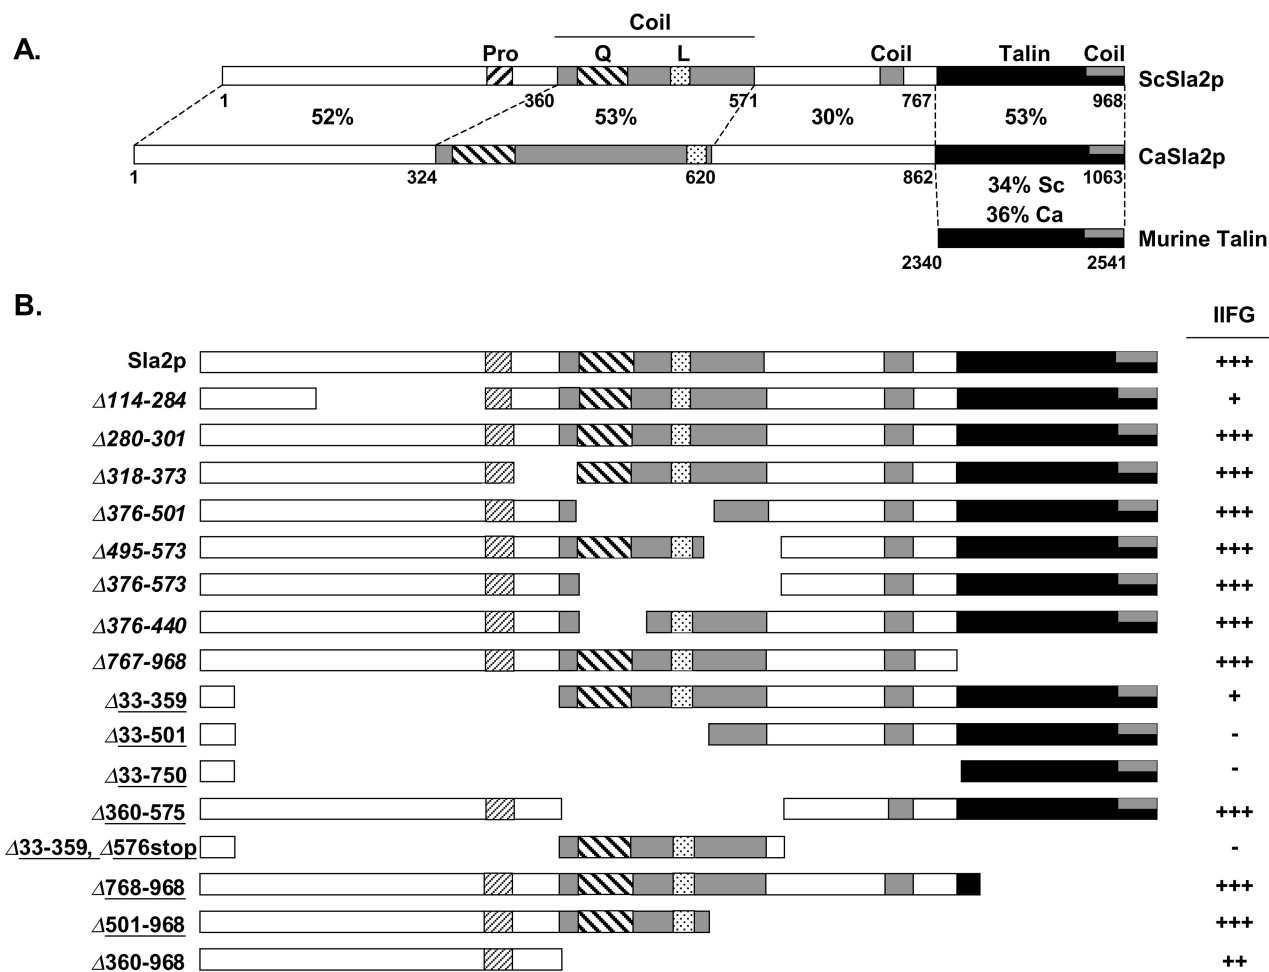 A.
Coil
Pro Q L Coil Talin Coil
ScSla2p
1 360 571 767 968
52% 53% 30% 53%
CaSla2p
1 324 620 862 1063
34% Sc
36% Ca
Murine Talin
2340 2541
B.
IIFG
Sla2p +++
Δ114-284 +
Δ280-301 +++
Δ318-373 +++
Δ376-501 +++
Δ495-573 +++
Δ376-573 +++
Δ376-440 +++
Δ767-968 +++
Δ33-359 +
Δ33-501 -
Δ33-750 -
Δ360-575 +++
Δ33-359, Δ576stop -
Δ768-968 +++
Δ501-968 +++
Δ360-968 ++